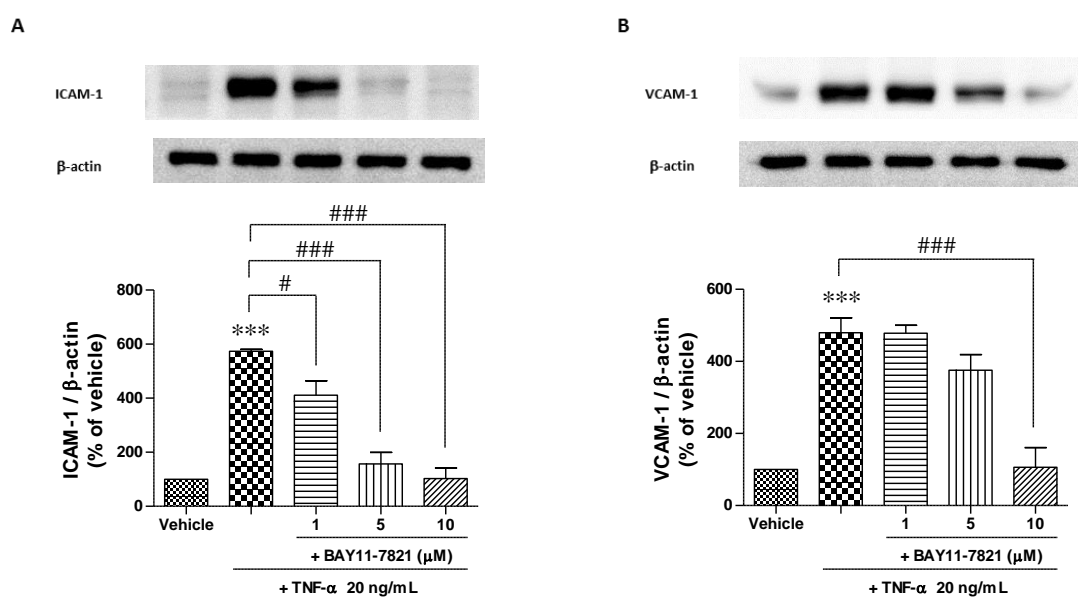 A
ICAM-1
β-actin
###
###
#
***
800
600
400
200
0
ICAM-1 / β-actin
(% of vehicle)
Vehicle
1
5
10
+ BAY11-7821 (μM)
+ TNF-α 20 ng/mL
B
VCAM-1
β-actin
###
***
600
400
200
0
VCAM-1 / β-actin
(% of vehicle)
Vehicle
1
5
10
+ BAY11-7821 (μM)
+ TNF-α 20 ng/mL